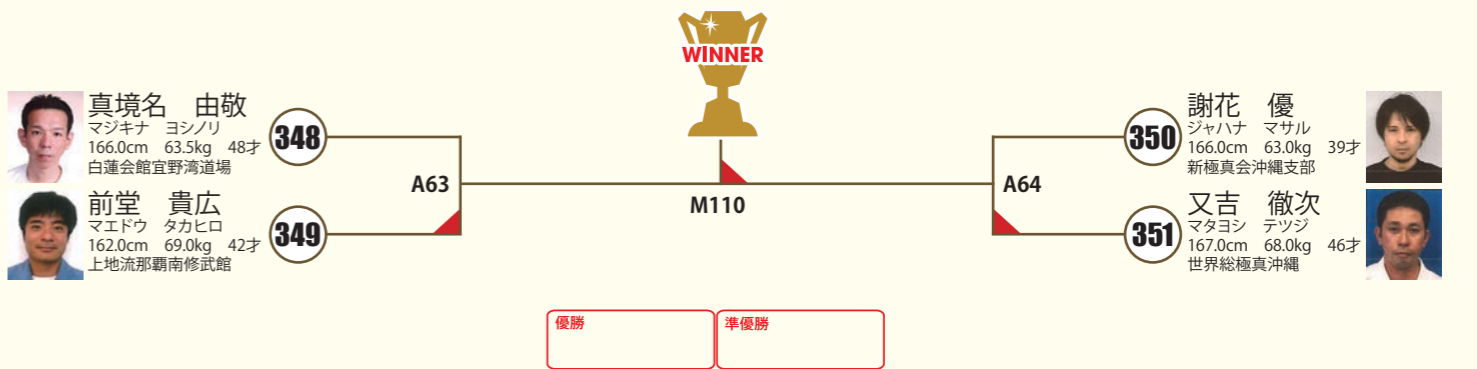 WINNER
真境名　由敬
マジキナ　ヨシノリ
166.0cm　63.5kg　48才
白蓮会館宜野湾道場
348
前堂　貴広
マエドウ　タカヒロ
162.0cm　69.0kg　42才
上地流那覇南修武館
349
A63
M110
A64
350
謝花　優
ジャハナ　マサル
166.0cm　63.0kg　39才
新極真会沖縄支部
351
又吉　徹次
マタヨシ　テツジ
167.0cm　68.0kg　46才
世界総極真沖縄
優勝
準優勝